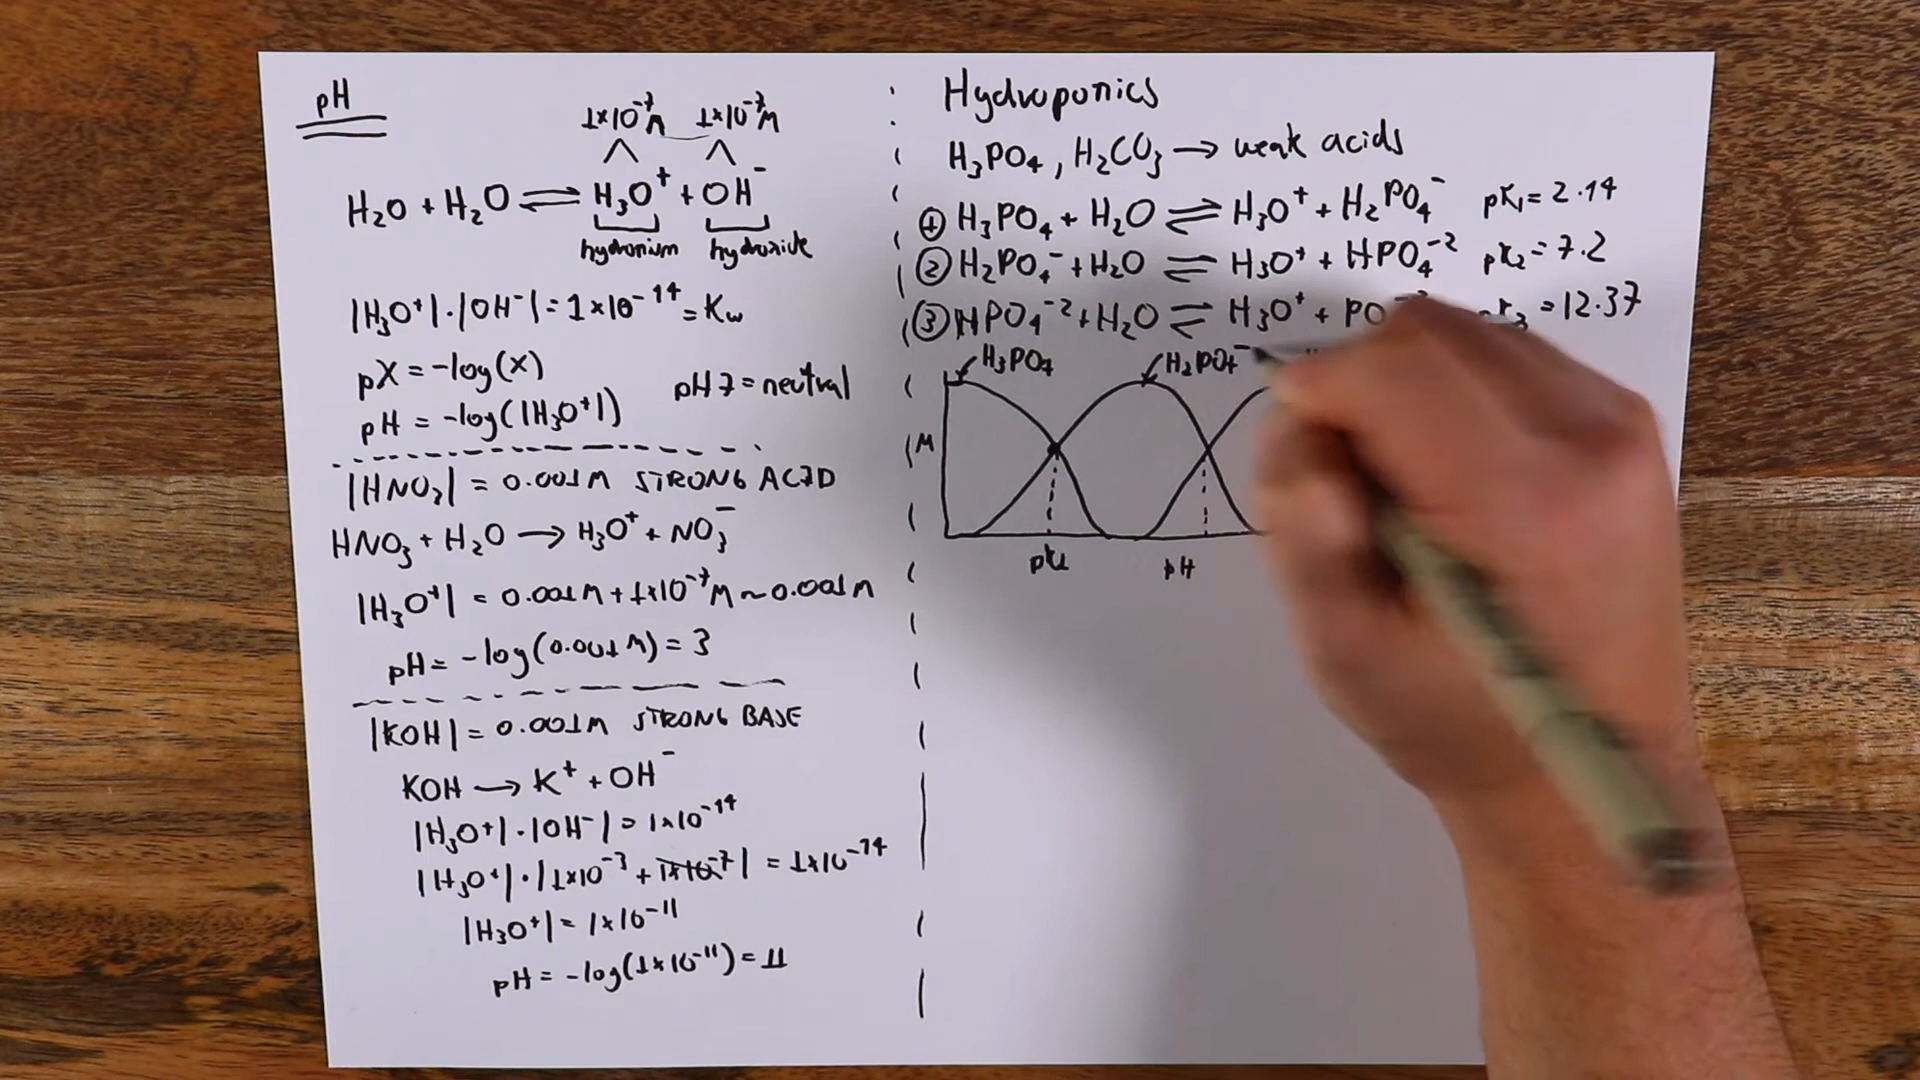 pH
1×10⁻⁷M 1×10⁻⁷M
H₂O + H₂O ⇌ H₃O⁺ + OH⁻
hydronium hydroxide
|H₃O⁺|·|OH⁻| = 1×10⁻¹⁴ = Kw
pX = -log(x)
pH 7 = neutral
pH = -log(|H₃O⁺|)
|HNO₃| = 0.001M STRONG ACID
HNO₃ + H₂O → H₃O⁺ + NO₃⁻
|H₃O⁺| = 0.001M + 1×10⁻⁷M ~ 0.001M
pH = -log(0.001M) = 3
|KOH| = 0.001M STRONG BASE
KOH → K⁺ + OH⁻
|H₃O⁺|·|OH⁻| = 1×10⁻¹⁴
|H₃O⁺|·|1×10⁻³ + 1×10⁻⁷| = 1×10⁻¹⁴
|H₃O⁺| = 1×10⁻¹¹
pH = -log(1×10⁻¹¹) = 11
Hydroponics
H₃PO₄, H₂CO₃ → weak acids
① H₃PO₄ + H₂O ⇌ H₃O⁺ + H₂PO₄⁻ pK₁ = 2.14
② H₂PO₄⁻ + H₂O ⇌ H₃O⁺ + HPO₄⁻² pK₂ = 7.2
③ HPO₄⁻² + H₂O ⇌ H₃O⁺ + PO = 12.37
H₃PO₄ H₂PO₄⁻
M
pK₁ pH